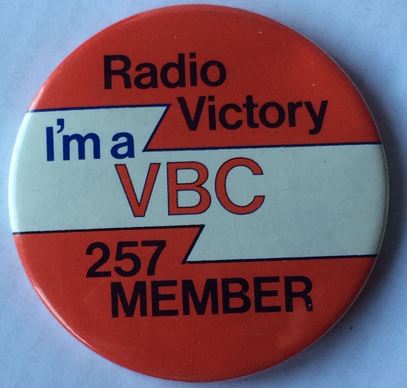 Radio
Victory
I'm a
VBC
257
MEMBER